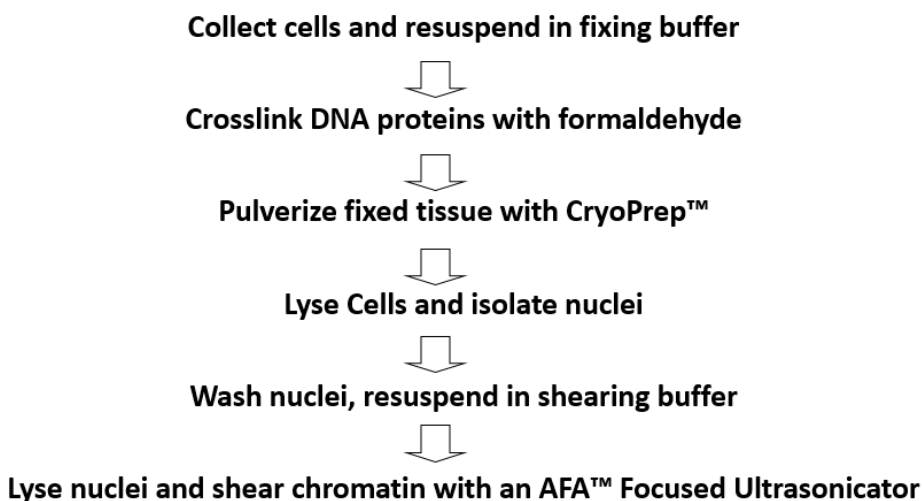 Collect cells and resuspend in fixing buffer
Crosslink DNA proteins with formaldehyde
Pulverize fixed tissue with CryoPrep™
Lyse Cells and isolate nuclei
Wash nuclei, resuspend in shearing buffer
Lyse nuclei and shear chromatin with an AFA™ Focused Ultrasonicator